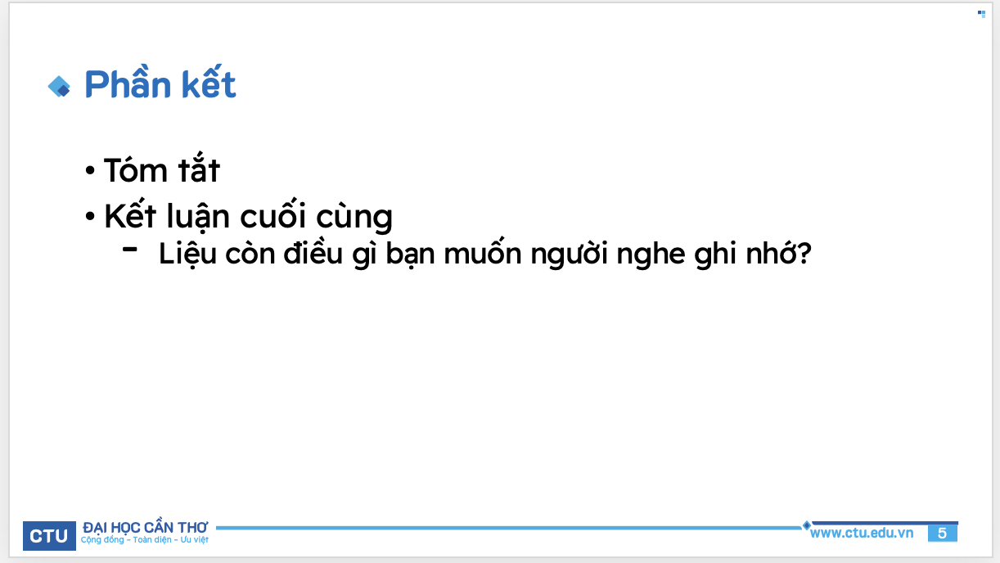 Phần kết
• Tóm tắt
• Kết luận cuối cùng
- Liệu còn điều gì bạn muốn người nghe ghi nhớ?
CTU
ĐẠI HỌC CẦN THƠ
Cộng đồng – Toàn diện – Ưu việt
www.ctu.edu.vn
5